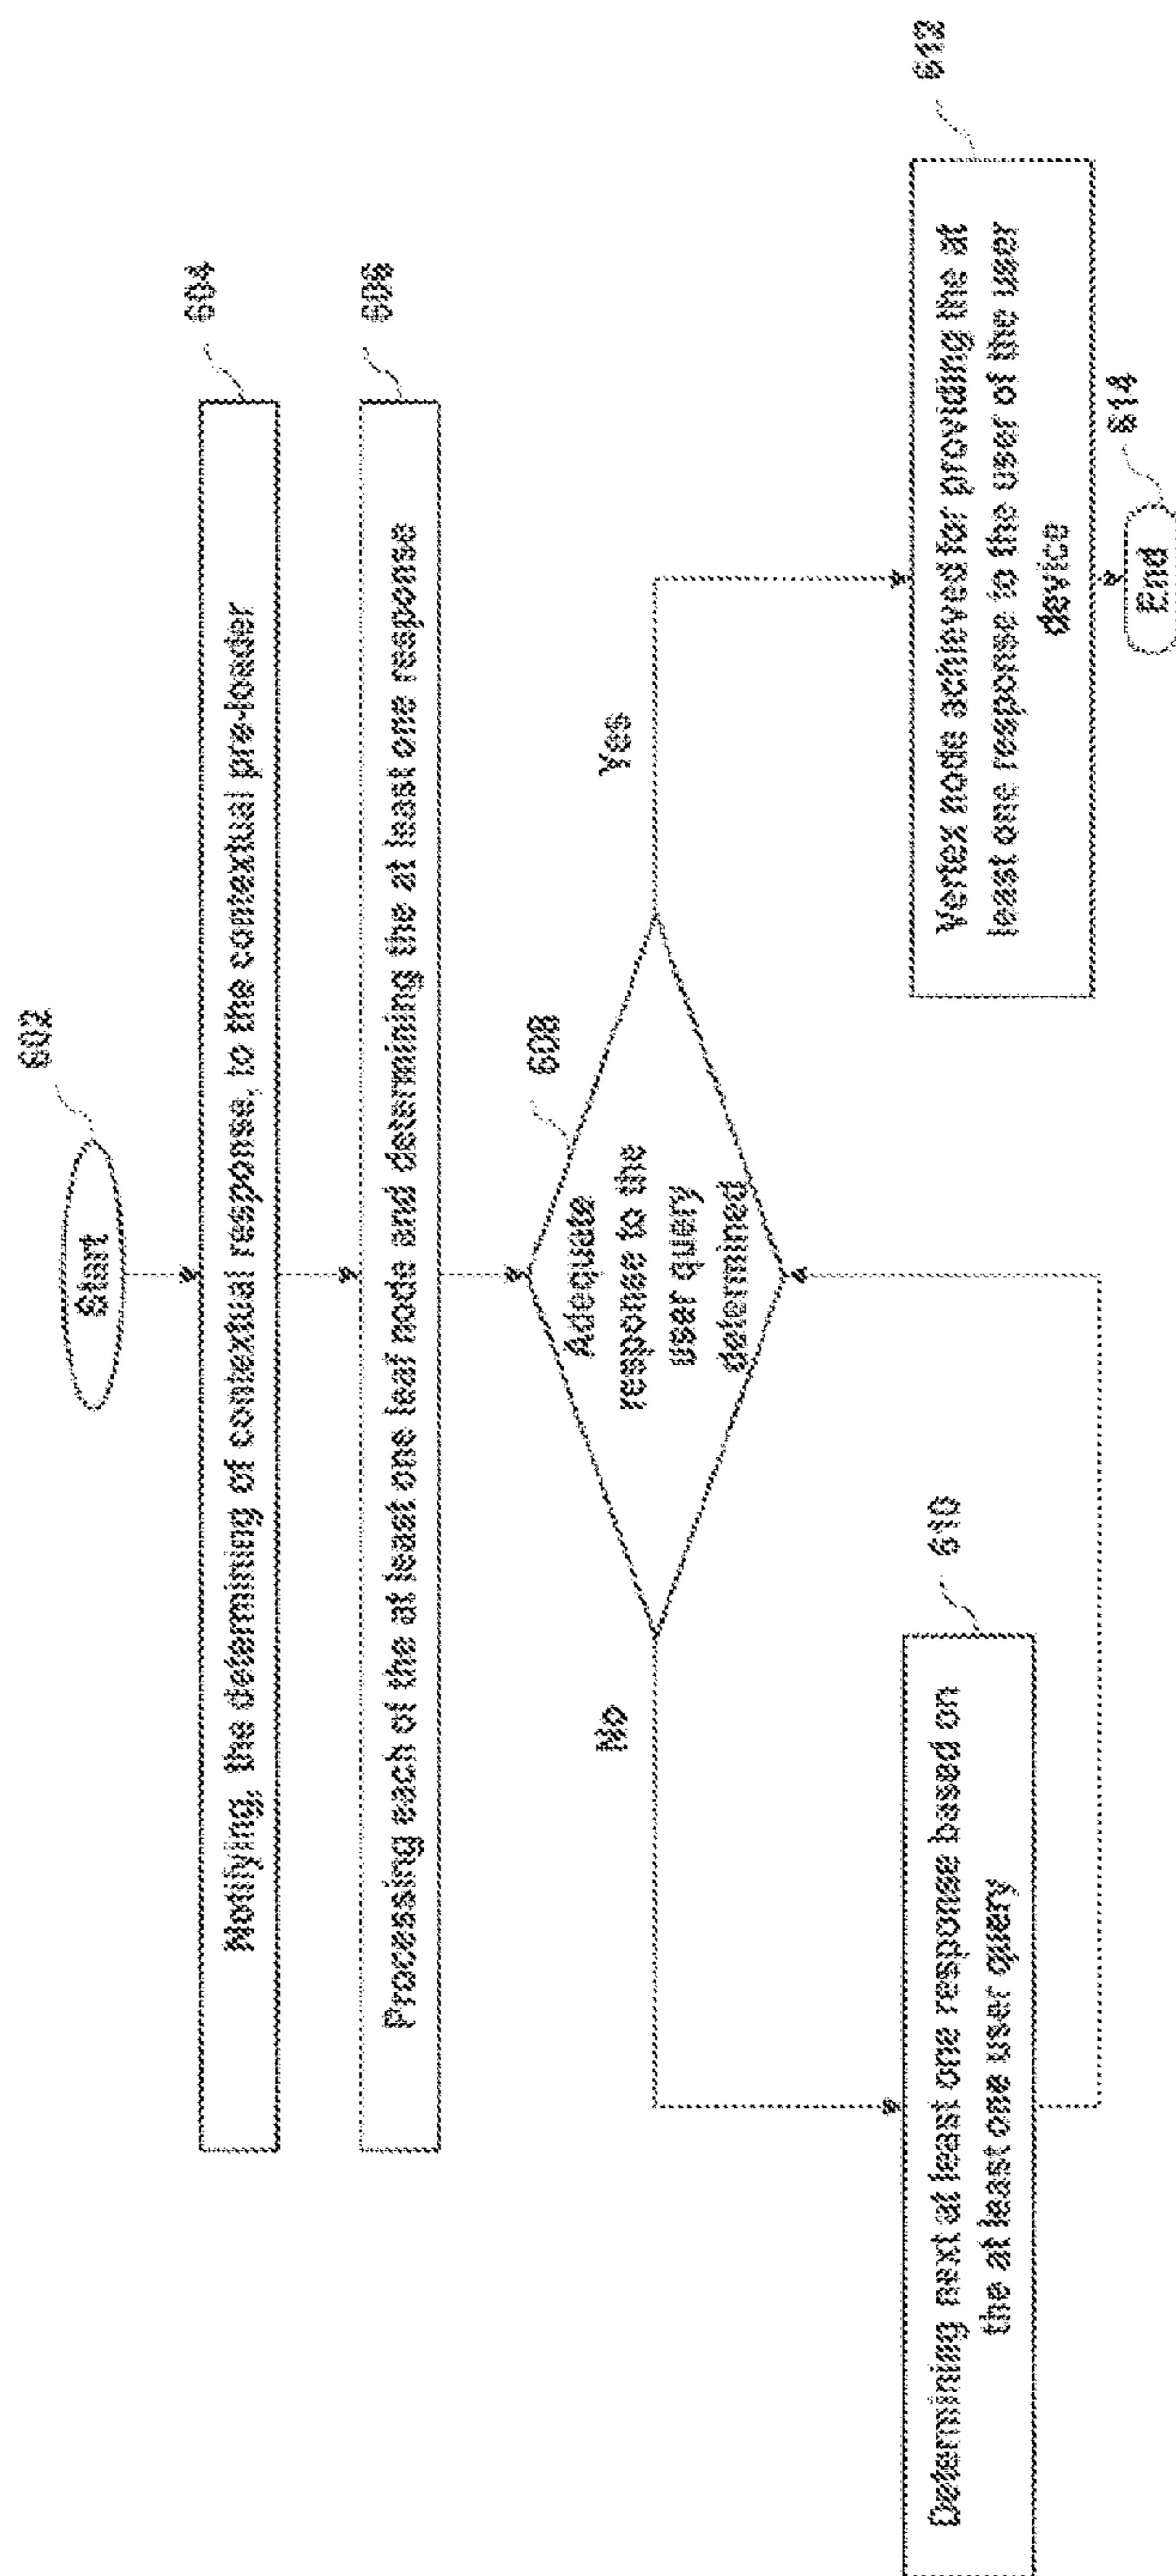 602
Start
604
Notifying, the determining of contextual response, to the contextual pre-loader
606
Processing each of the at least one leaf node and determining the at least one response
608
Adequate
response to the
user query
determined
No
Yes
610
Determining next at least one response based on
the at least one user query
612
Vertex node achieved for providing the at
least one response to the user of the user
device
614
End